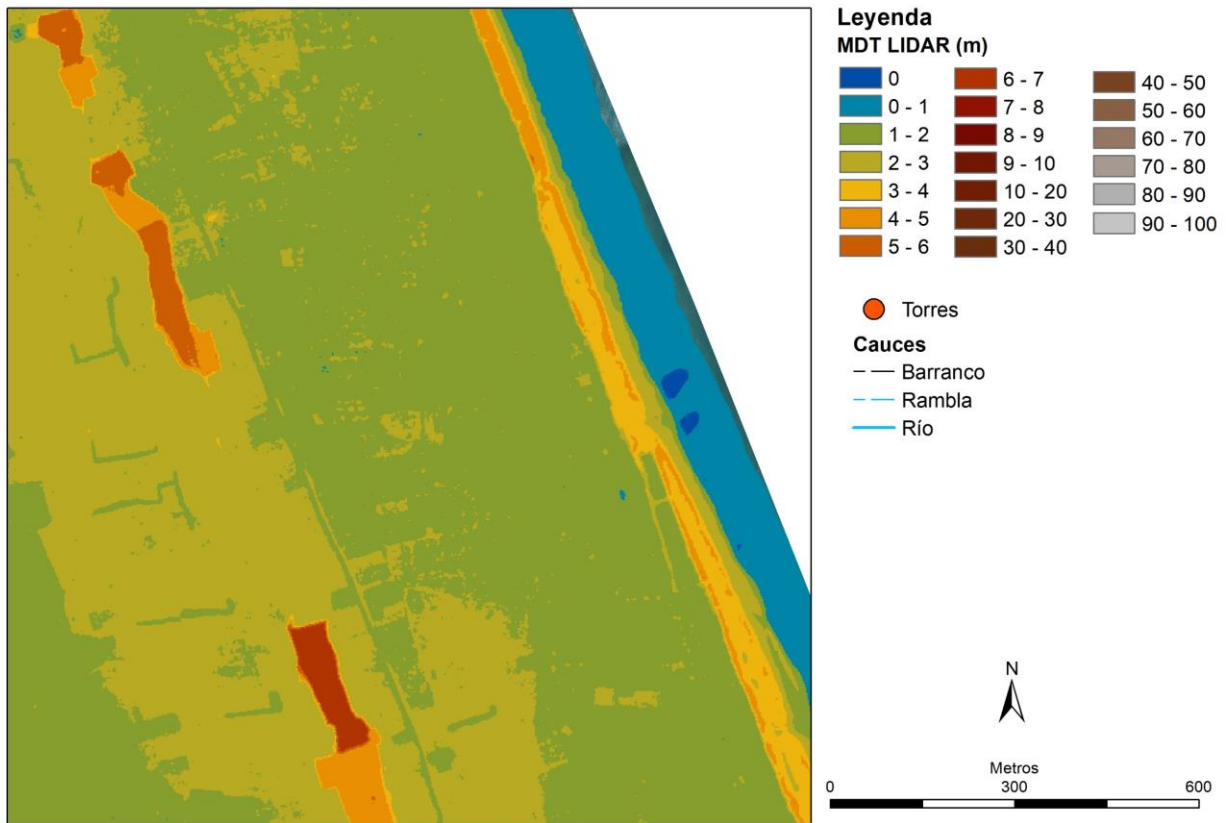 Leyenda
MDT LIDAR (m)
0
0 - 1
1 - 2
2 - 3
3 - 4
4 - 5
5 - 6
6 - 7
7 - 8
8 - 9
9 - 10
10 - 20
20 - 30
30 - 40
40 - 50
50 - 60
60 - 70
70 - 80
80 - 90
90 - 100
Torres
Cauces
Barranco
Rambla
Río
N
Metros
0 300 600